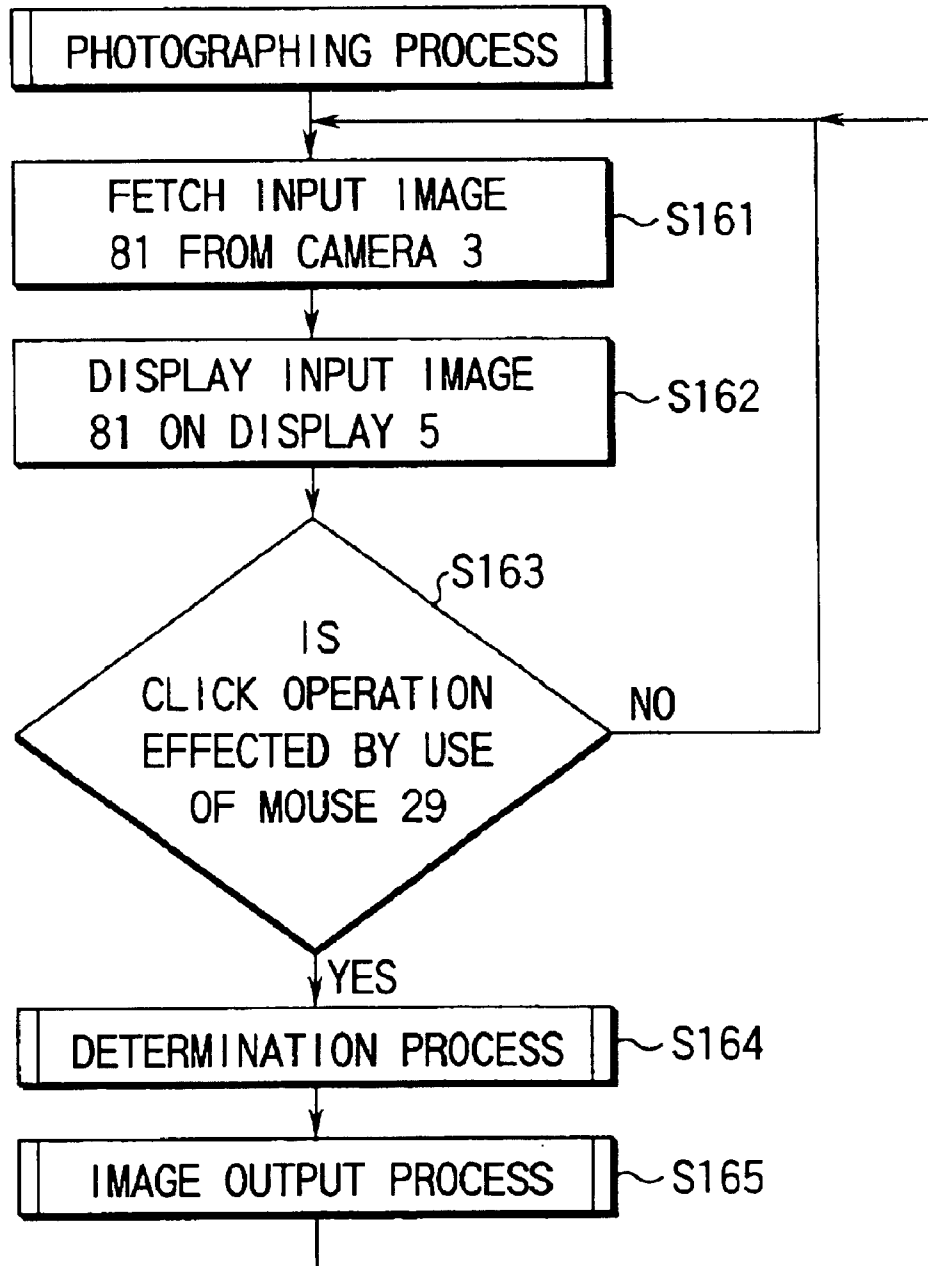 PHOTOGRAPHING PROCESS
FETCH INPUT IMAGE
81 FROM CAMERA 3
S161
DISPLAY INPUT IMAGE
81 ON DISPLAY 5
S162
S163
IS
CLICK OPERATION
EFFECTED BY USE
OF MOUSE 29
NO
YES
DETERMINATION PROCESS
S164
IMAGE OUTPUT PROCESS
S165